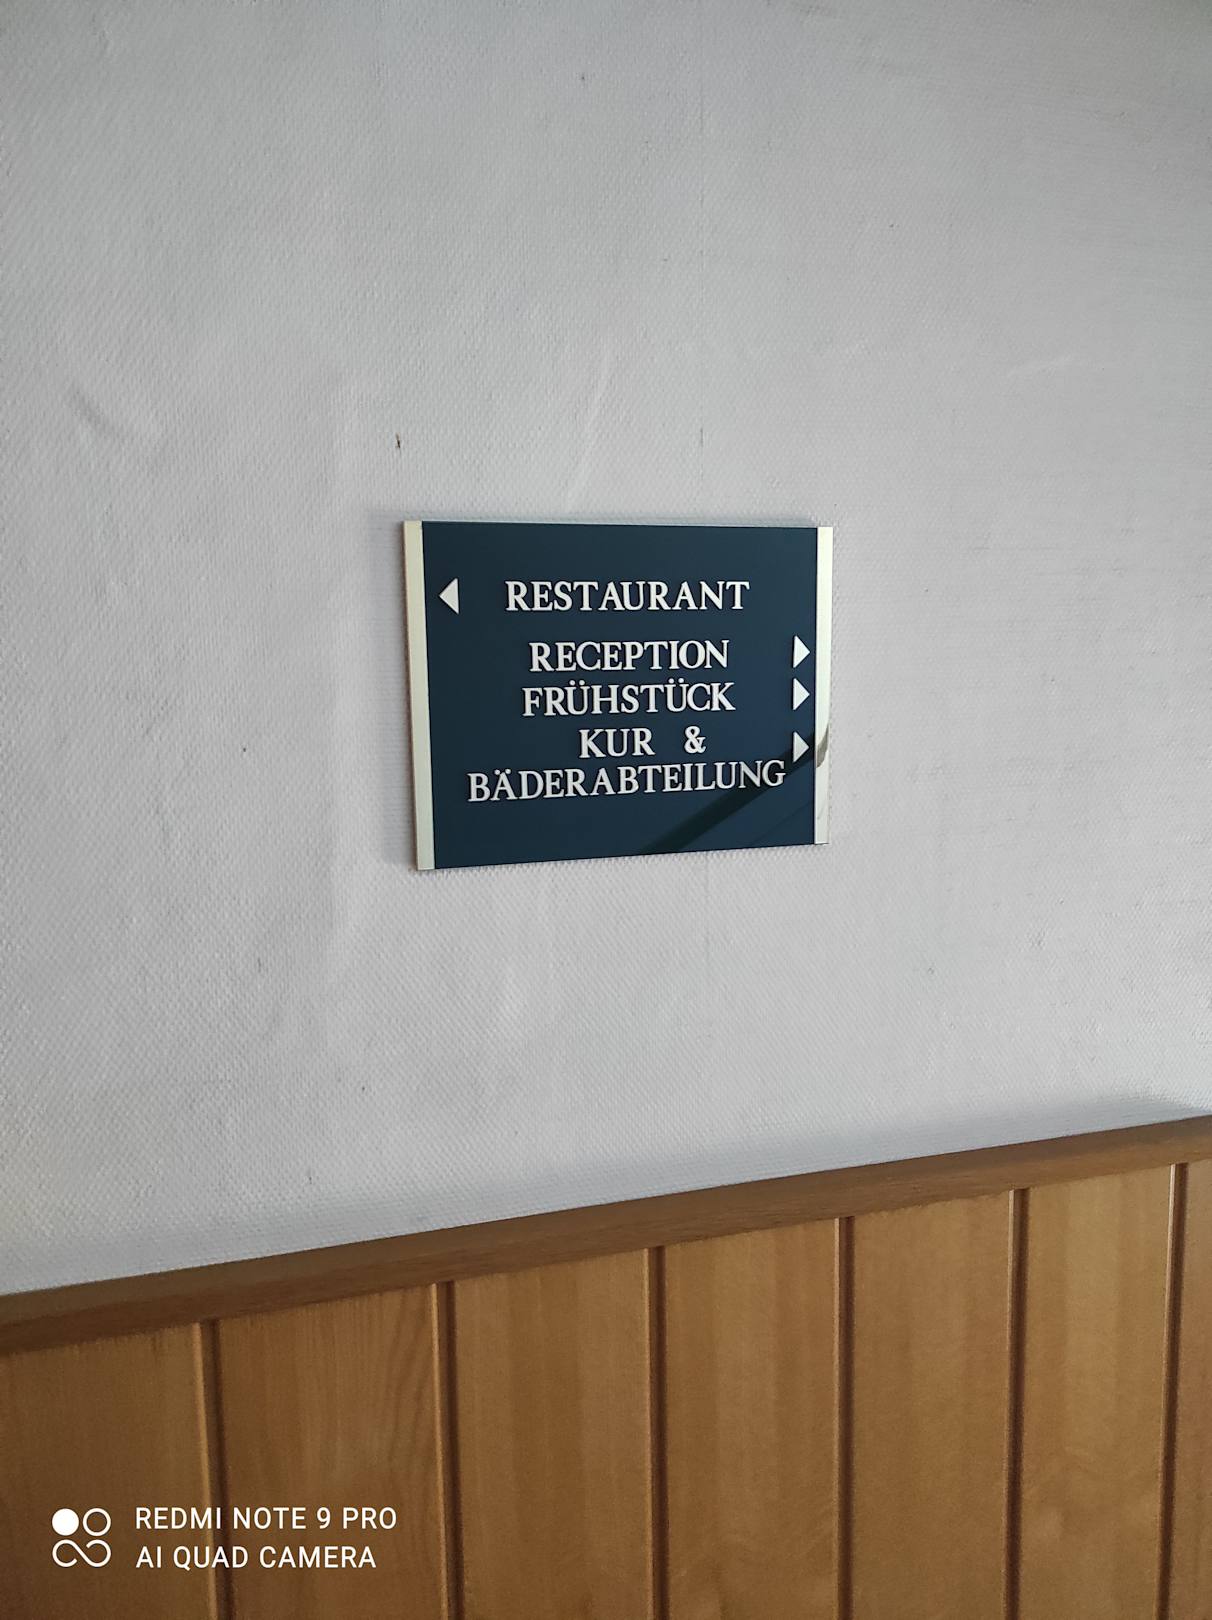 RESTAURANT
RECEPTION
FRÜHSTÜCK
KUR &
BÄDERABTEILUNG
REDMI NOTE 9 PRO
AI QUAD CAMERA